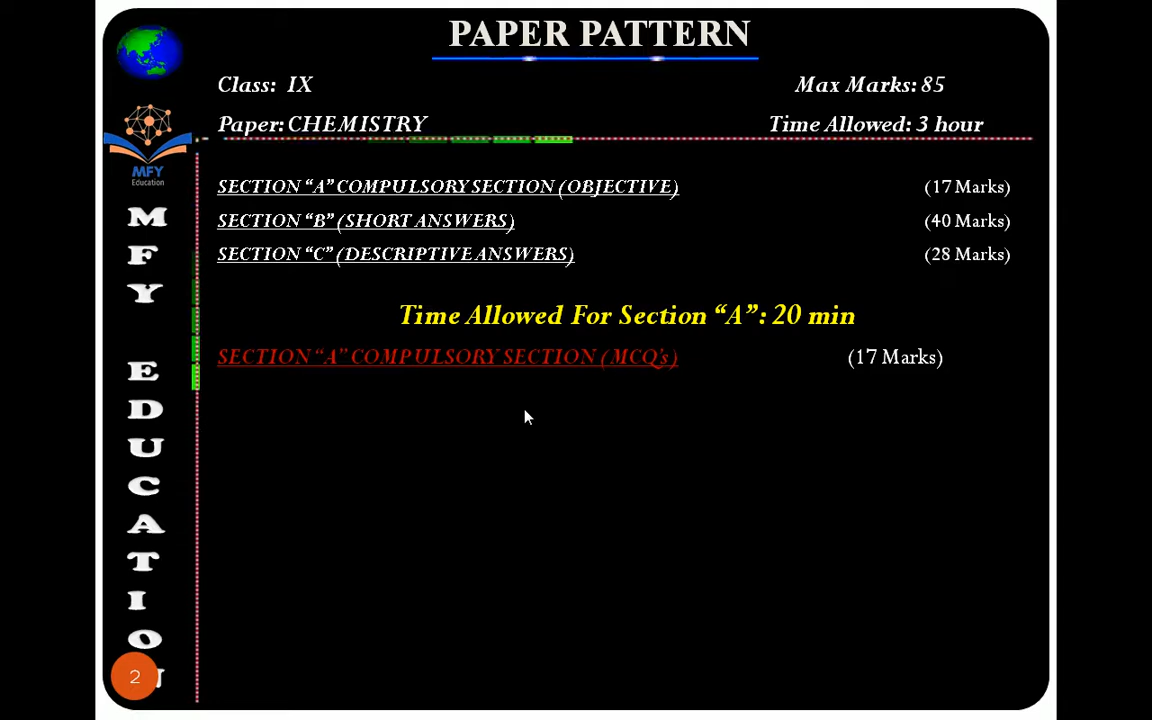 PAPER PATTERN
Class: IX
Max Marks: 85
Paper: CHEMISTRY
Time Allowed: 3 hour
MFY
Education
SECTION “A” COMPULSORY SECTION (OBJECTIVE)
(17 Marks)
SECTION “B” (SHORT ANSWERS)
(40 Marks)
SECTION “C” (DESCRIPTIVE ANSWERS)
(28 Marks)
Time Allowed For Section “A”: 20 min
SECTION “A” COMPULSORY SECTION (MCQ’s)
(17 Marks)
MFY EDUCATION
2